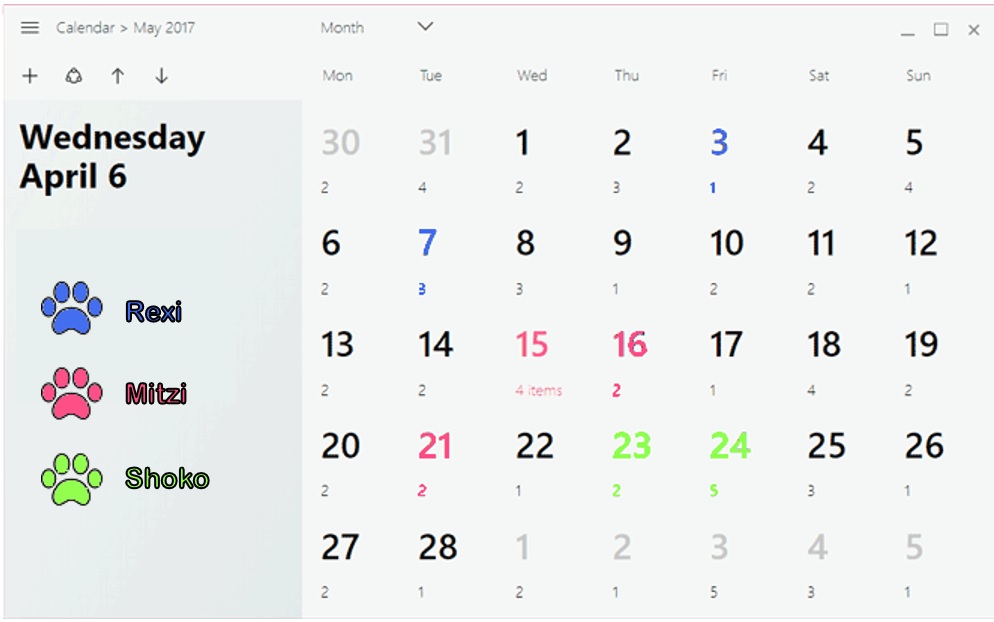 Calendar > May 2017 Month
Mon Tue Wed Thu Fri Sat Sun
Wednesday
April 6
Rexi
Mitzi
Shoko
30 31 1 2 3 4 5
2 4 2 3 1 2 4
6 7 8 9 10 11 12
2 3 3 1 2 2 1
13 14 15 16 17 18 19
2 2 4 items 2 1 4 2
20 21 22 23 24 25 26
2 2 1 2 5 3 1
27 28 1 2 3 4 5
2 1 2 1 5 3 1